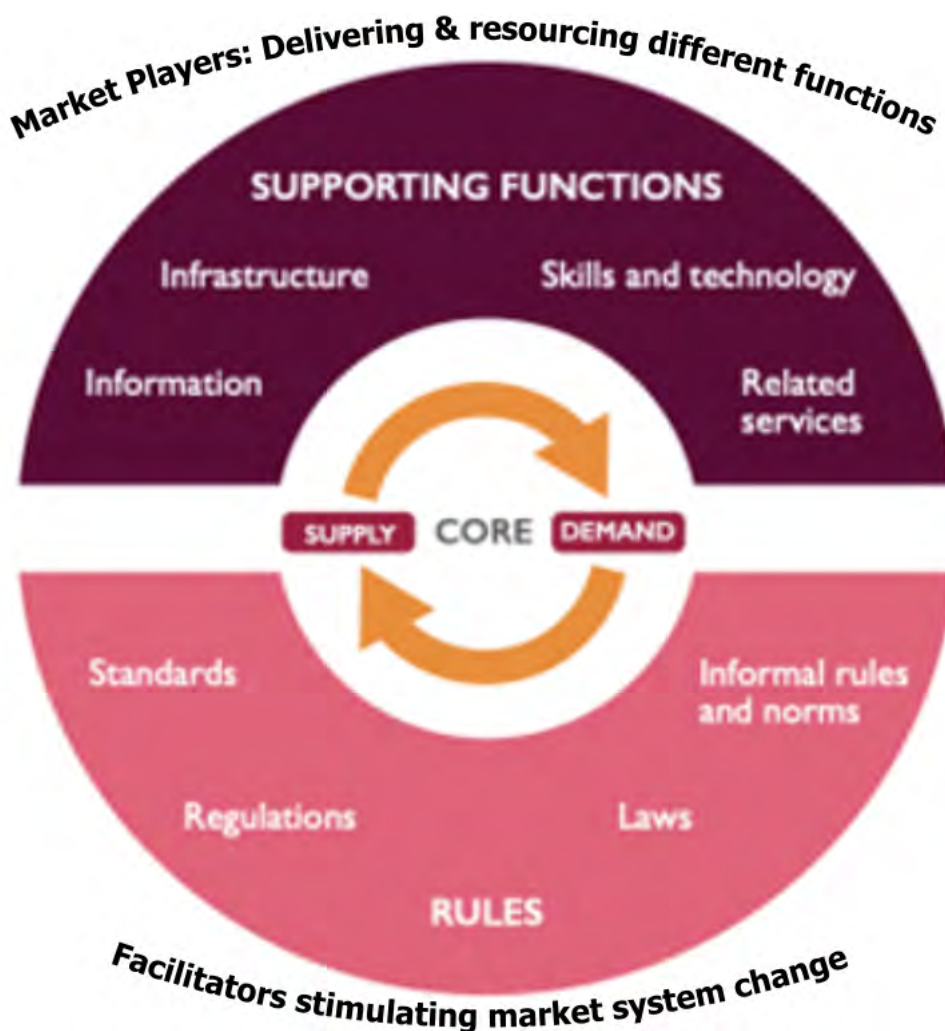 Market Players: Delivering & resourcing different functions
SUPPORTING FUNCTIONS
Infrastructure
Skills and technology
Information
Related
services
SUPPLY
CORE
DEMAND
Standards
Informal rules
and norms
Regulations
Laws
RULES
Facilitators stimulating market system change